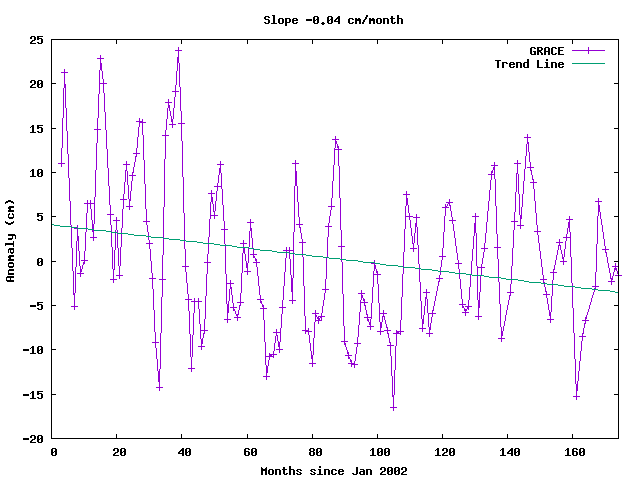 Slope -0.04 cm/month
GRACE
Trend Line
Anomaly (cm)
25
20
15
10
5
0
-5
-10
-15
-20
0 20 40 60 80 100 120 140 160
Months since Jan 2002